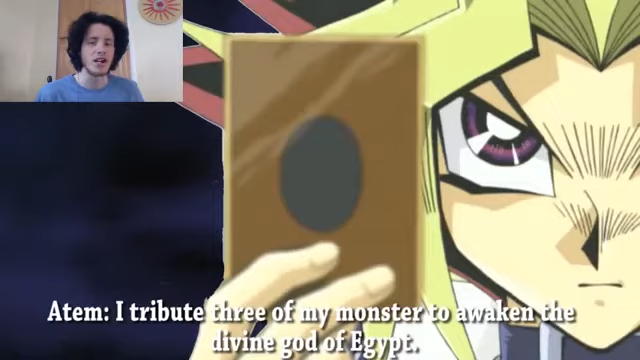 Atem: I tribute three of my monster to awaken the
divine god of Egypt.